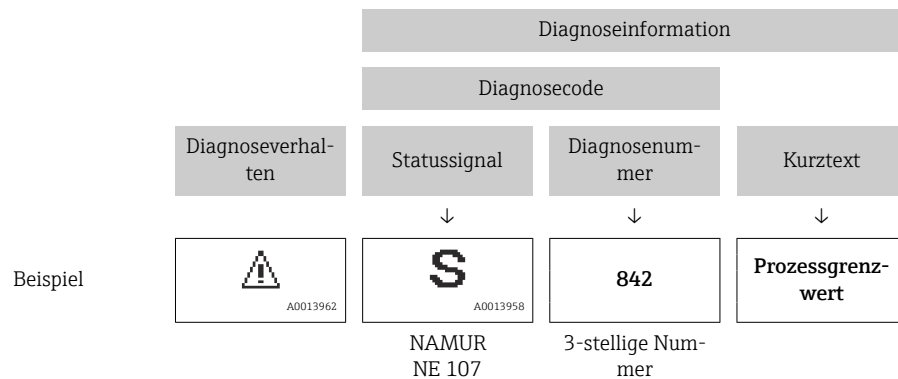 Diagnoseinformation
Diagnosecode
Diagnoseverhal-
ten
Statussignal
Diagnosenum-
mer
Kurztext
↓ ↓ ↓
Beispiel
A0013962
S
A0013958
842
Prozessgrenz-
wert
NAMUR
NE 107
3-stellige Num-
mer